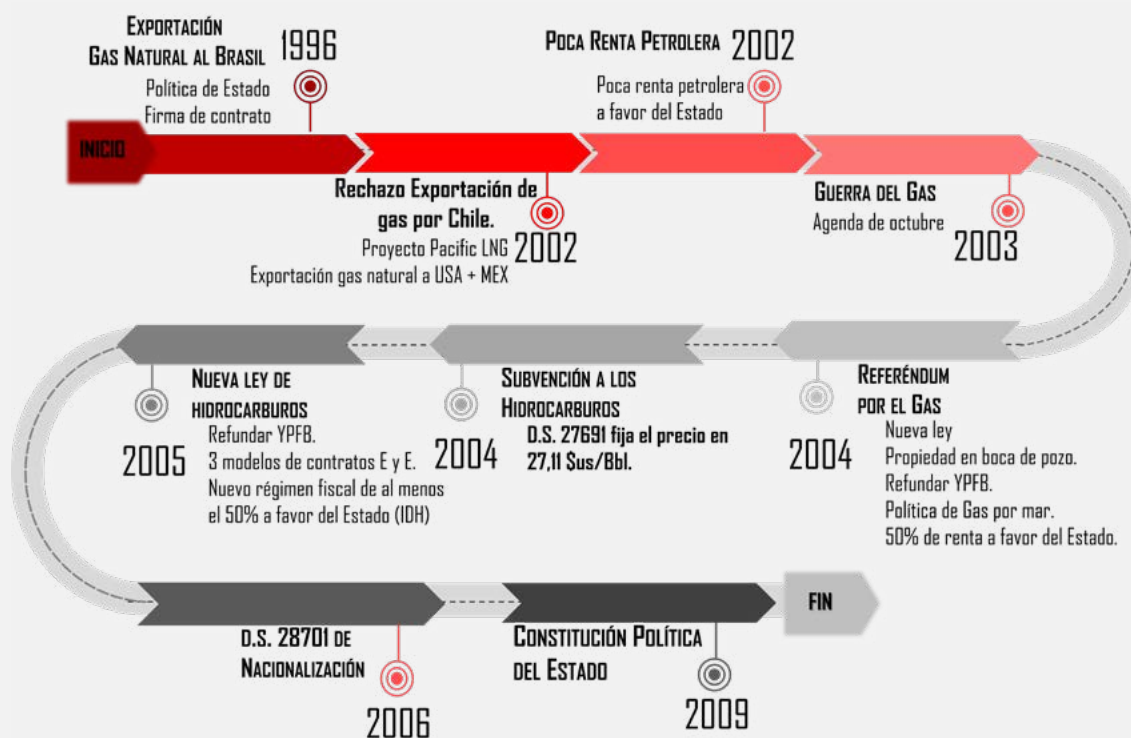 INICIO
EXPORTACIÓN
GAS NATURAL AL BRASIL
1996
Política de Estado
Firma de contrato
Rechazo Exportación de
gas por Chile.
Proyecto Pacific LNG
2002
Exportación gas natural a USA + MEX
POCA RENTA PETROLERA
2002
Poca renta petrolera
a favor del Estado
GUERRA DEL GAS
Agenda de octubre
2003
REFERÉNDUM
POR EL GAS
2004
Nueva ley
Propiedad en boca de pozo.
Refundar YPFB.
Política de Gas por mar.
50% de renta a favor del Estado.
SUBVENCIÓN A LOS
HIDROCARBUROS
2004
D.S. 27691 fija el precio en
27,11 $us/Bbl.
NUEVA LEY DE
HIDROCARBUROS
2005
Refundar YPFB.
3 modelos de contratos E y E.
Nuevo régimen fiscal de al menos
el 50% a favor del Estado (IDH)
D.S. 28701 DE
NACIONALIZACIÓN
2006
CONSTITUCIÓN POLÍTICA
DEL ESTADO
2009
FIN